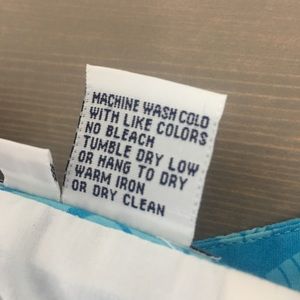 MACHINE WASH COLD
WITH LIKE COLORS
NO BLEACH
TUMBLE DRY LOW
OR HANG TO DRY
WARM IRON
OR DRY CLEAN